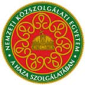 NEMZETI KÖZSZOLGÁLATI EGYETEM
A HAZA SZOLGÁLATÁBAN